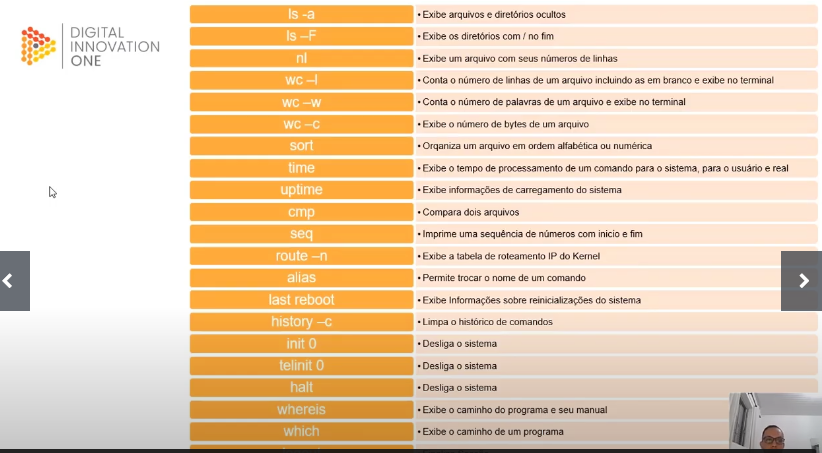 DIGITAL
INNOVATION
ONE
ls -a • Exibe arquivos e diretórios ocultos
ls –F • Exibe os diretórios com / no fim
nl • Exibe um arquivo com seus números de linhas
wc –l • Conta o número de linhas de um arquivo incluindo as em branco e exibe no terminal
wc –w • Conta o número de palavras de um arquivo e exibe no terminal
wc –c • Exibe o número de bytes de um arquivo
sort • Organiza um arquivo em ordem alfabética ou numérica
time • Exibe o tempo de processamento de um comando para o sistema, para o usuário e real
uptime • Exibe informações de carregamento do sistema
cmp • Compara dois arquivos
seq • Imprime uma sequência de números com inicio e fim
route –n • Exibe a tabela de roteamento IP do Kernel
alias • Permite trocar o nome de um comando
last reboot • Exibe Informações sobre reinicializações do sistema
history –c • Limpa o histórico de comandos
init 0 • Desliga o sistema
telinit 0 • Desliga o sistema
halt • Desliga o sistema
whereis • Exibe o caminho do programa e seu manual
which • Exibe o caminho de um programa